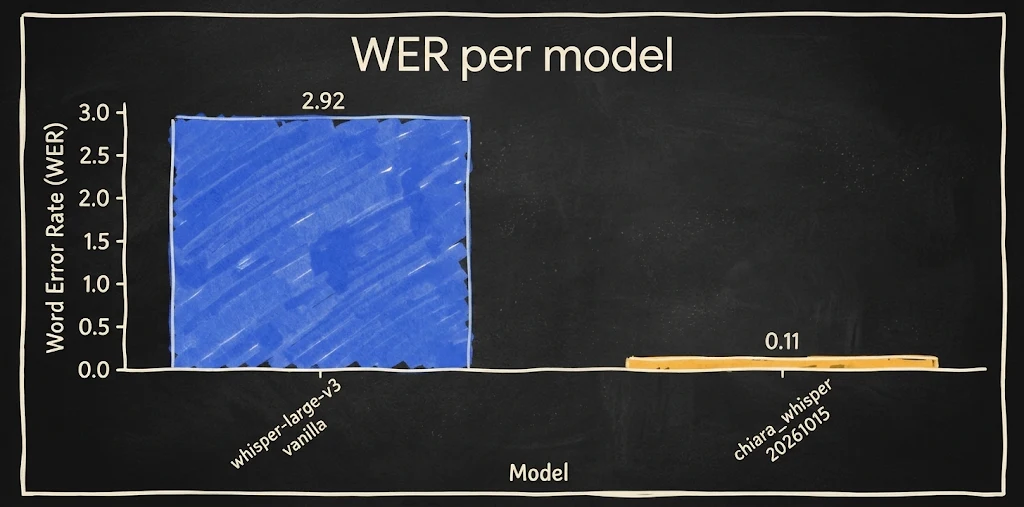 WER per model
2.92
3.0
2.5
2.0
1.5
1.0
0.5
0.0
Word Error Rate (WER)
0.11
whisper-large-v3
vanilla
chiara_whisper
20261015
Model